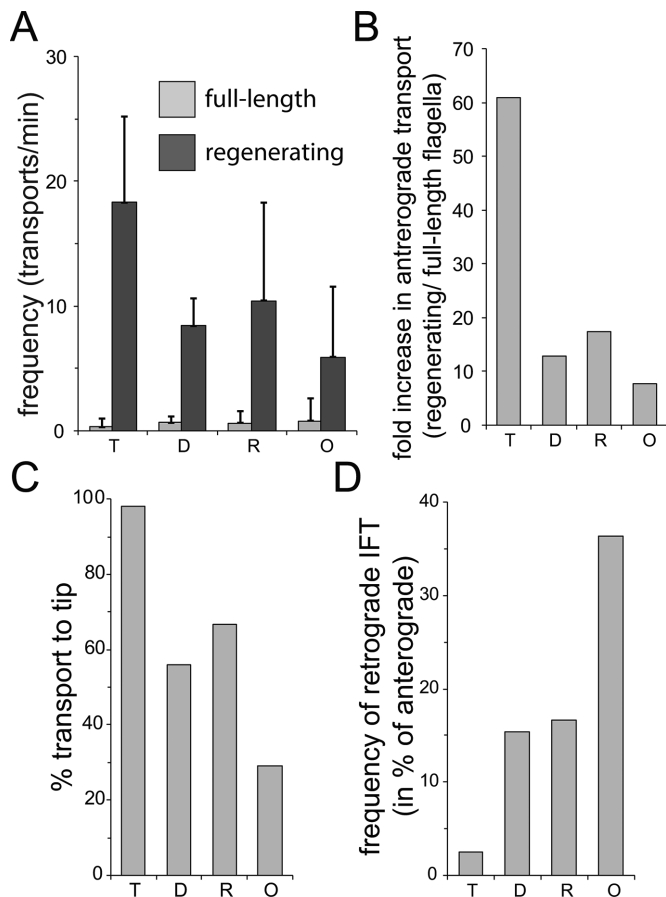 A
frequency (transports/min)
30
20
10
0
full-length
regenerating
T D R O
B
fold increase in antrerograde transport
(regenerating/ full-length flagella)
70
60
50
40
30
20
10
0
T D R O
C
% transport to tip
100
80
60
40
20
0
T D R O
D
frequency of retrograde IFT
(in % of anterograde)
40
30
20
10
0
T D R O